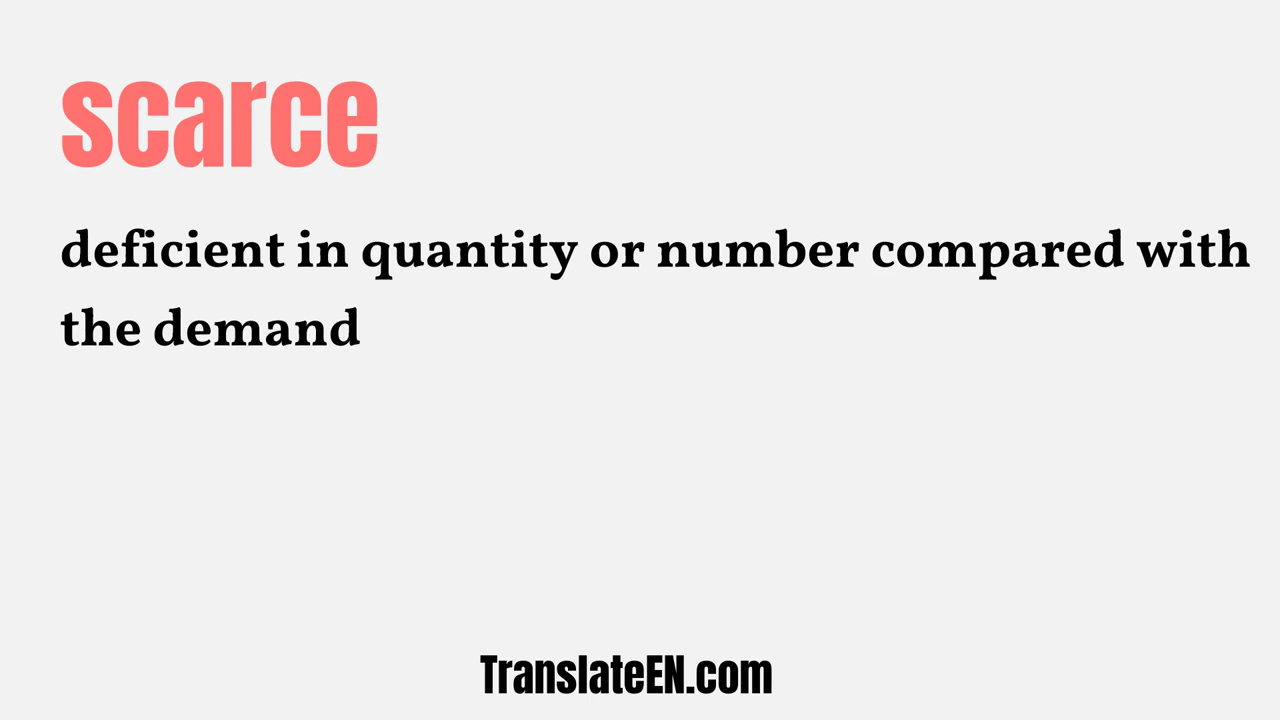 scarce
deficient in quantity or number compared with
the demand
TranslateEN.com